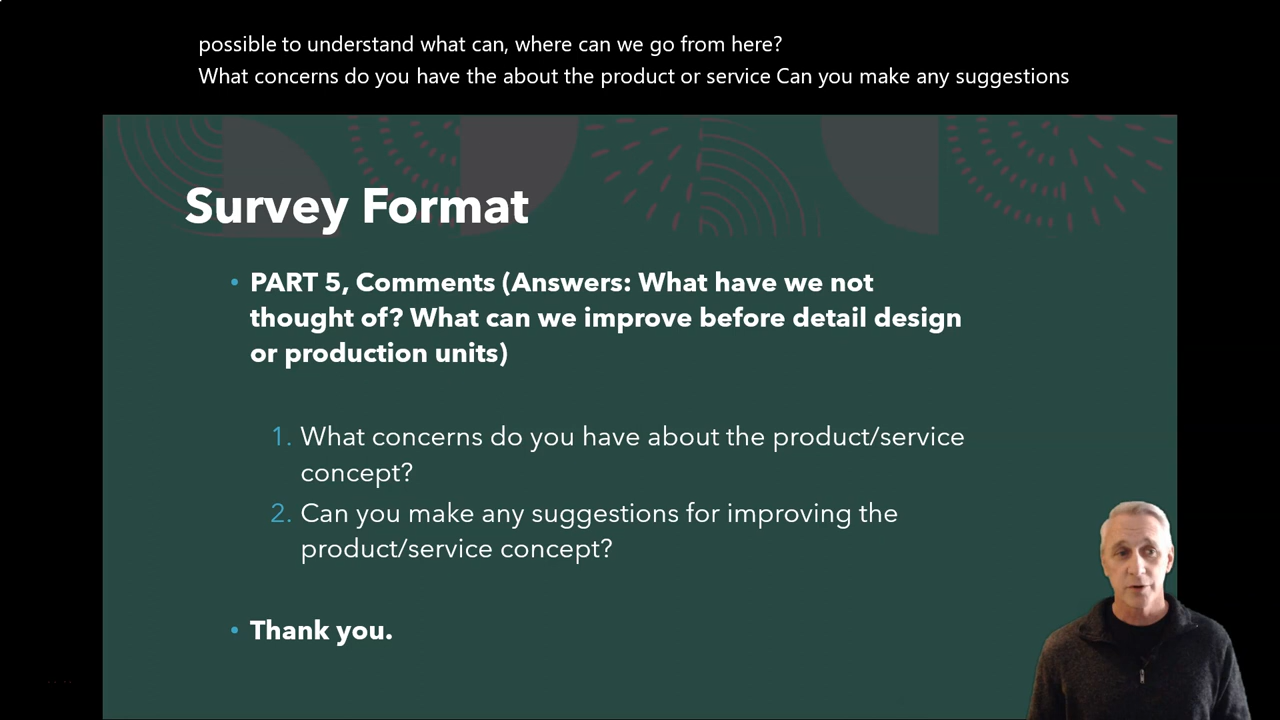 possible to understand what can, where can we go from here?
What concerns do you have the about the product or service Can you make any suggestions
Survey Format
• PART 5, Comments (Answers: What have we not
thought of? What can we improve before detail design
or production units)
1. What concerns do you have about the product/service
concept?
2. Can you make any suggestions for improving the
product/service concept?
• Thank you.